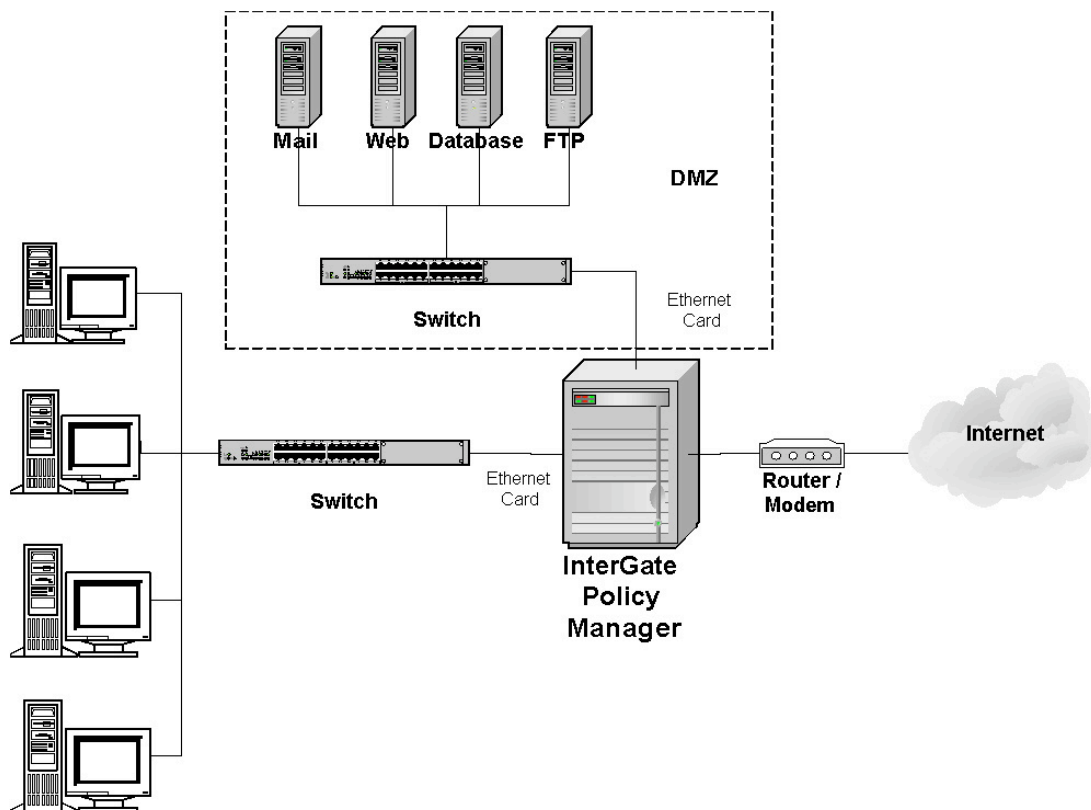 Mail
Web
Database
FTP
DMZ
Switch
Ethernet
Card
Switch
Ethernet
Card
InterGate
Policy
Manager
Router /
Modem
Internet